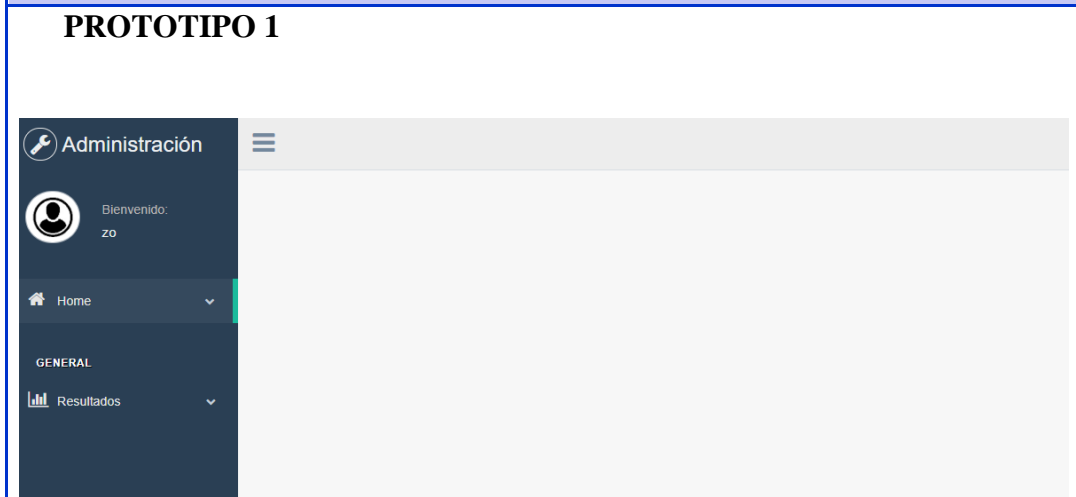 PROTOTIPO 1
Administración
Bienvenido:
zo
Home
GENERAL
Resultados